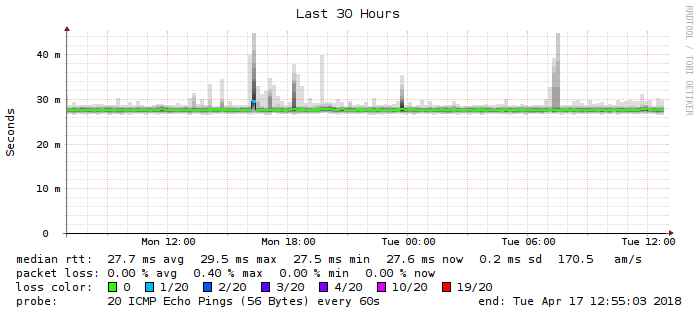 Last 30 Hours
RRDTOOL / TOBI OETIKER
Seconds
40 m
30 m
20 m
10 m
0
Mon 12:00 Mon 18:00 Tue 00:00 Tue 06:00 Tue 12:00
median rtt: 27.7 ms avg 29.5 ms max 27.5 ms min 27.6 ms now 0.2 ms sd 170.5 am/s
packet loss: 0.00 % avg 0.40 % max 0.00 % min 0.00 % now
loss color: 0 1/20 2/20 3/20 4/20 10/20 19/20
probe: 20 ICMP Echo Pings (56 Bytes) every 60s end: Tue Apr 17 12:55:03 2018